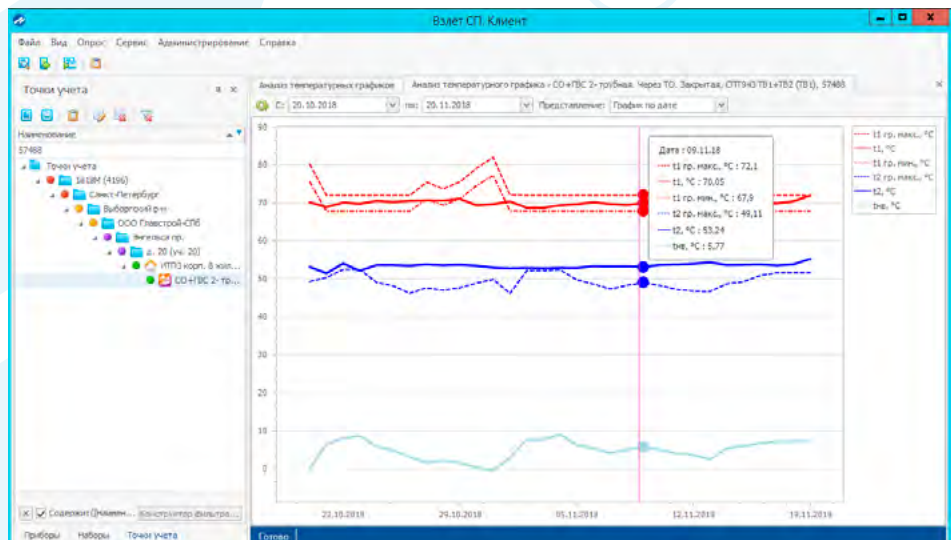 Взлет СП. Клиент
Файл Вид Опрос Сервис Администрирование Справка
Точки учета
Анализ температурных графиков
Анализ температурного графика - СО+ГВС 2- трубная. Через ТО. Закрытая,
57488
С: 20.10.2018 по: 20.11.2018 Представление: График по дате
Наименование
57488
Точки учета
(4196)
Санкт-Петербург
Выборгский р-н
ООО Главстрой-СПб
Энгельса пр.
д. 20 (уч. 20)
ИТП3 корп. 8 жил...
СО+ГВС 2- тр...
90
80
70
60
50
40
30
20
10
0
22.10.2018 29.10.2018 05.11.2018 12.11.2018 19.11.2018
Дата : 09.11.18
t1 гр. макс., °C : 72,1
t1, °C : 70,05
t1 гр. мин., °C : 67,9
t2 гр. макс., °C : 49,11
t2, °C : 53,24
tнв, °C : 5,77
t1 гр. макс., °C
t1, °C
t1 гр. мин., °C
t2 гр. макс., °C
t2, °C
tнв, °C
Содержит([Наимен... Конструктор фильтра...
Приборы Наборы Точки учета
Готово